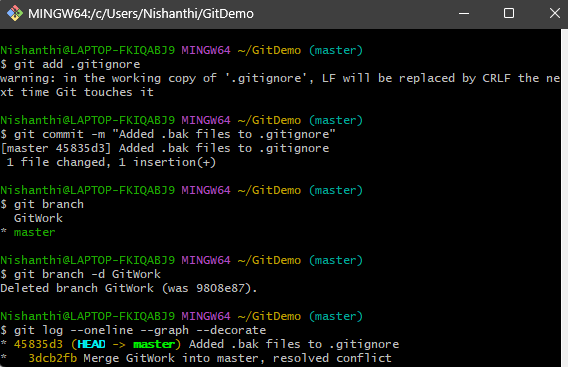 MINGW64:/c/Users/Nishanthi/GitDemo
Nishanthi@LAPTOP-FKIQABJ9 MINGW64 ~/GitDemo (master)
$ git add .gitignore
warning: in the working copy of '.gitignore', LF will be replaced by CRLF the ne
xt time Git touches it
Nishanthi@LAPTOP-FKIQABJ9 MINGW64 ~/GitDemo (master)
$ git commit -m "Added .bak files to .gitignore"
[master 45835d3] Added .bak files to .gitignore
 1 file changed, 1 insertion(+)
Nishanthi@LAPTOP-FKIQABJ9 MINGW64 ~/GitDemo (master)
$ git branch
  GitWork
* master
Nishanthi@LAPTOP-FKIQABJ9 MINGW64 ~/GitDemo (master)
$ git branch -d GitWork
Deleted branch GitWork (was 9808e87).
Nishanthi@LAPTOP-FKIQABJ9 MINGW64 ~/GitDemo (master)
$ git log --oneline --graph --decorate
* 45835d3 (HEAD -> master) Added .bak files to .gitignore
*   3dcb2fb Merge GitWork into master, resolved conflict